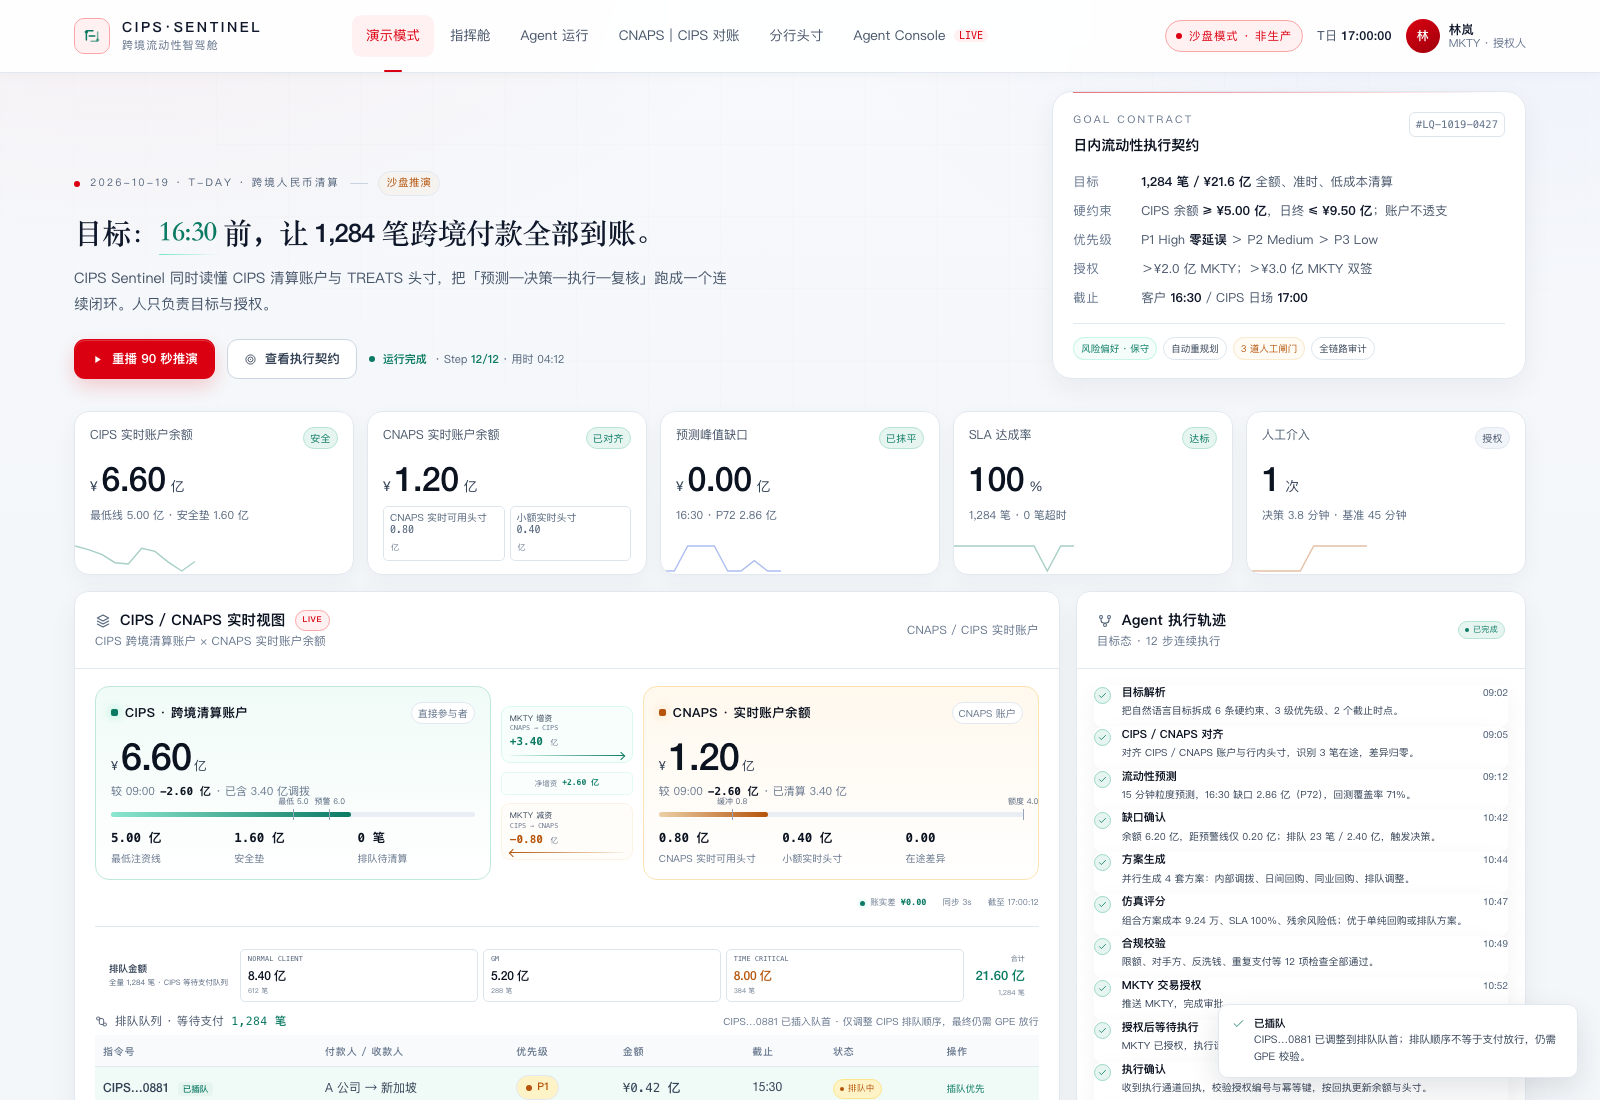 CIPS·SENTINEL
跨境流动性智驾舱
演示模式
指挥舱
Agent 运行
CNAPS | CIPS 对账
分行头寸
Agent Console LIVE
沙盘模式 · 非生产
T日 17:00:00
林
林岚
MKTY · 授权人
2026-10-19 · T-DAY · 跨境人民币清算
沙盘推演
目标：16:30 前，让 1,284 笔跨境付款全部到账。
CIPS Sentinel 同时读懂 CIPS 清算账户与 TREATS 头寸，把「预测—决策—执行—复核」跑成一个连
续闭环。人只负责目标与授权。
重播 90 秒推演
查看执行契约
运行完成 · Step 12/12 · 用时 04:12
GOAL CONTRACT
#LQ-1019-0427
日内流动性执行契约
目标 1,284 笔 / ¥21.6 亿 全额、准时、低成本清算
硬约束 CIPS 余额 ≥ ¥5.00 亿，日终 ≤ ¥9.50 亿；账户不透支
优先级 P1 High 零延误 > P2 Medium > P3 Low
授权 >¥2.0 亿 MKTY；>¥3.0 亿 MKTY 双签
截止 客户 16:30 / CIPS 日场 17:00
风险偏好 · 保守
自动重规划
3 道人工闸门
全链路审计
CIPS 实时账户余额
安全
¥ 6.60 亿
最低线 5.00 亿 · 安全垫 1.60 亿
CNAPS 实时账户余额
已对齐
¥ 1.20 亿
CNAPS 实时可用头寸
0.80
亿
小额实时头寸
0.40
亿
预测峰值缺口
已抹平
¥ 0.00 亿
16:30 · P72 2.86 亿
SLA 达成率
达标
100 %
1,284 笔 · 0 笔超时
人工介入
授权
1 次
决策 3.8 分钟 · 基准 45 分钟
CIPS / CNAPS 实时视图 LIVE
CIPS 跨境清算账户 × CNAPS 实时账户余额
CNAPS / CIPS 实时账户
CIPS · 跨境清算账户
直接参与者
¥ 6.60 亿
较 09:00 −2.60 亿 · 已含 3.40 亿调拨
最低 5.0 预警 6.0
5.00 亿
最低注资线
1.60 亿
安全垫
0 笔
排队待清算
MKTY 增资
CNAPS → CIPS
+3.40 亿
净增资 +2.60 亿
MKTY 减资
CIPS → CNAPS
−0.80 亿
CNAPS · 实时账户余额
CNAPS 账户
¥ 1.20 亿
较 09:00 −2.60 亿 · 已清算 3.40 亿
缓冲 0.8
额度 4.0
0.80 亿
CNAPS 实时可用头寸
0.40 亿
小额实时头寸
0.00
在途差异
账实差 ¥0.00 同步 3s 截至 17:00:12
排队金额
全量 1,284 笔 · CIPS 等待支付队列
NORMAL CLIENT
8.40 亿
612 笔
GM
5.20 亿
288 笔
TIME CRITICAL
8.00 亿
384 笔
合计
21.60 亿
1,284 笔
排队队列 · 等待支付 1,284 笔
CIPS...0881 已插入队首 · 仅调整 CIPS 排队顺序，最终仍需 GPE 放行
指令号 付款人 / 收款人 优先级 金额 截止 状态 操作
CIPS...0881 已插队 A 公司 → 新加坡 P1 ¥0.42 亿 15:30 排队中 插队优先
Agent 执行轨迹
目标态 · 12 步连续执行
已完成
目标解析 09:02
把自然语言目标拆成 6 条硬约束、3 级优先级、2 个截止时点。
CIPS / CNAPS 对齐 09:05
对齐 CIPS / CNAPS 账户与行内头寸，识别 3 笔在途，差异归零。
流动性预测 09:12
15 分钟粒度预测，16:30 缺口 2.86 亿（P72），回测覆盖率 71%。
缺口确认 10:42
余额 6.20 亿，距预警线仅 0.20 亿；排队 23 笔 / 2.40 亿，触发决策。
方案生成 10:44
并行生成 4 套方案：内部调拨、日间回购、同业回购、排队调整。
仿真评分 10:47
组合方案成本 9.24 万、SLA 100%、残余风险低；优于单纯回购或排队方案。
合规校验 10:49
限额、对手方、反洗钱、重复支付等 12 项检查全部通过。
MKTY 交易授权 10:52
推送 MKTY，完成审批
授权后等待执行
MKTY 已授权，执行
执行确认
收到执行通道回执，校验授权编号与幂等键，按回执更新余额与头寸。
已插队
CIPS...0881 已调整到排队队首；排队顺序不等于支付放行，仍需
GPE 校验。